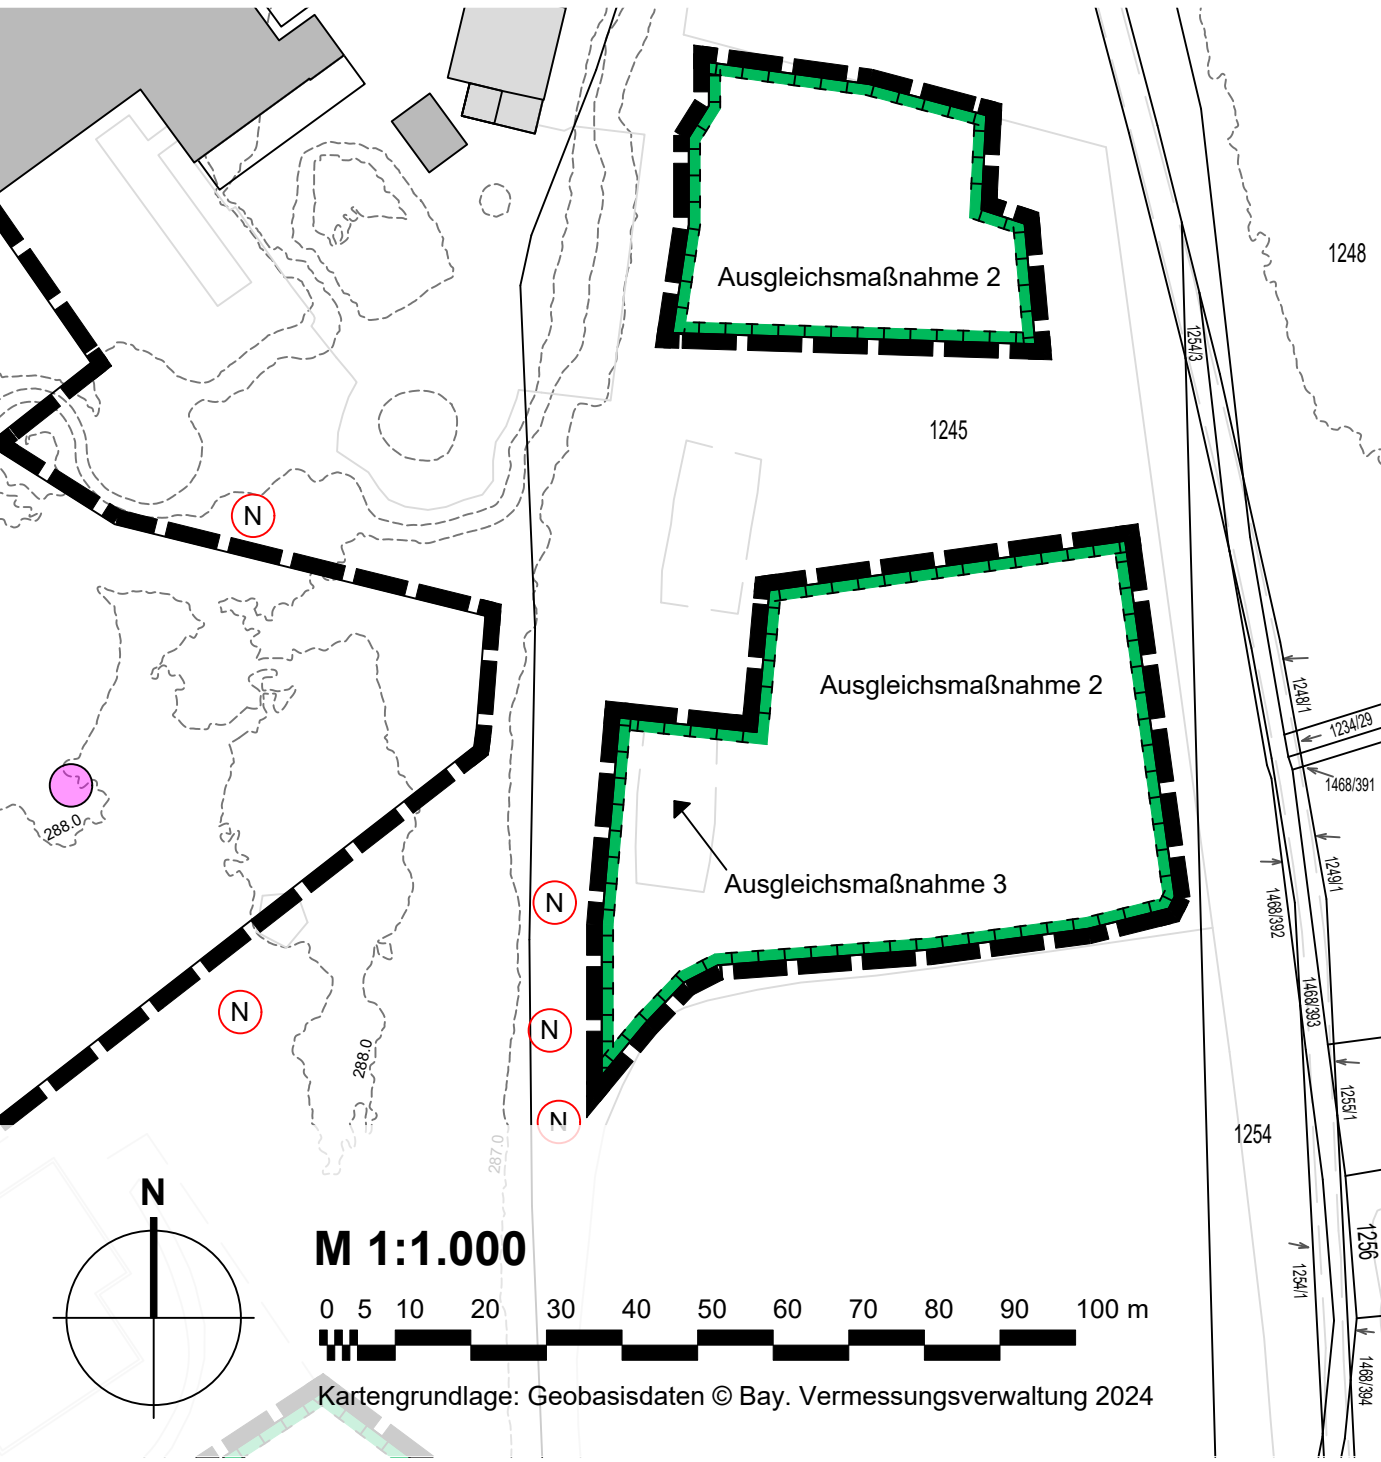 Ausgleichsmaßnahme 2
1248
1254/3
1245
N
Ausgleichsmaßnahme 2
1248/1
1234/29
1468/391
288.0
Ausgleichsmaßnahme 3
1249/1
N
1468/392
N
N
1468/393
288.0
1255/1
N
1254
287.0
N
M 1:1.000
1256
1254/1
0 5 10 20 30 40 50 60 70 80 90 100 m
1468/394
Kartengrundlage: Geobasisdaten © Bay. Vermessungsverwaltung 2024